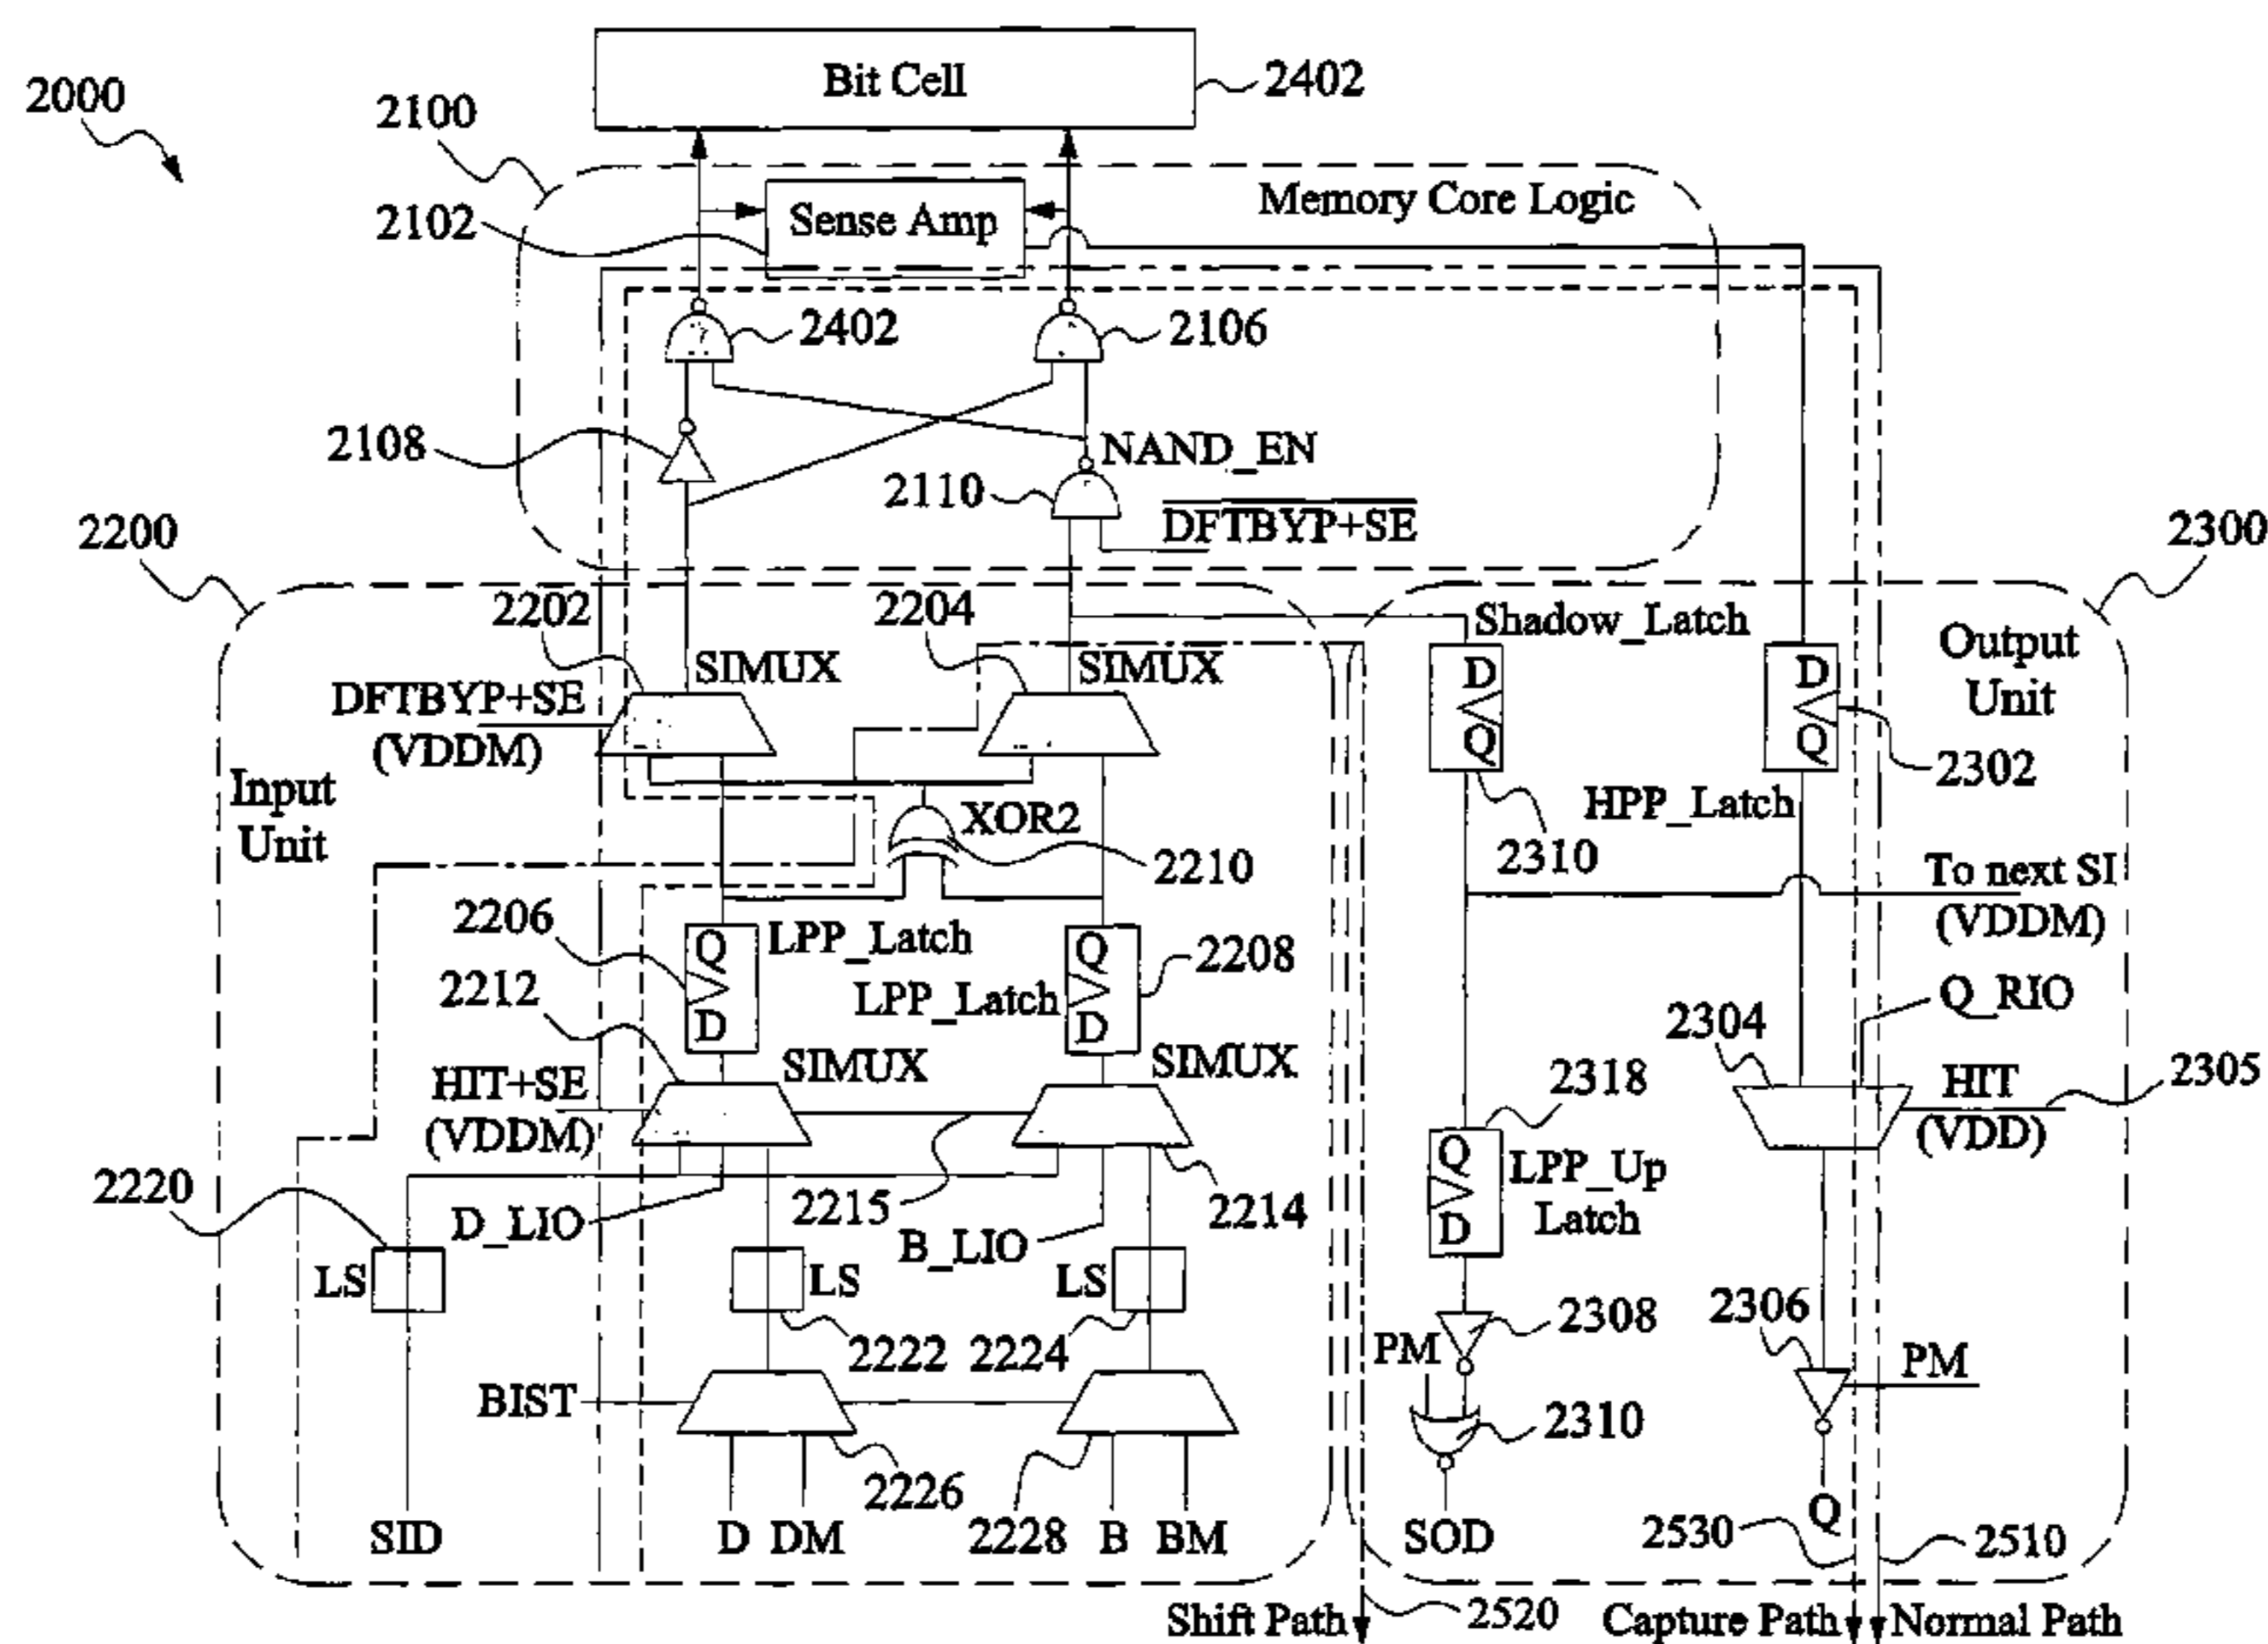 2000
Bit Cell
2402
2100
Memory Core Logic
2102
Sense Amp
2402
2106
2108
NAND_EN
2110
DFTBYP+SE
2200
2300
2202
2204
Shadow_Latch
Output
Unit
SIMUX
SIMUX
D
Q
D
Q
DFTBYP+SE
(VDDM)
2302
Input
Unit
HPP_Latch
XOR2
2310
2210
To next SI
(VDDM)
2206
LPP_Latch
Q
D
Q
D
2208
2212
LPP_Latch
Q_RIO
2304
SIMUX
SIMUX
2318
HIT+SE
(VDDM)
HIT
(VDD)
2305
2220
Q
D
LPP_Up
Latch
D_LIO
2215
2214
B_LIO
LS
LS
LS
2306
2308
2222
2224
PM
PM
BIST
2310
2226
SID
D
DM
2228
B
BM
SOD
Q
2530
2510
2520
Shift Path
Capture Path
Normal Path